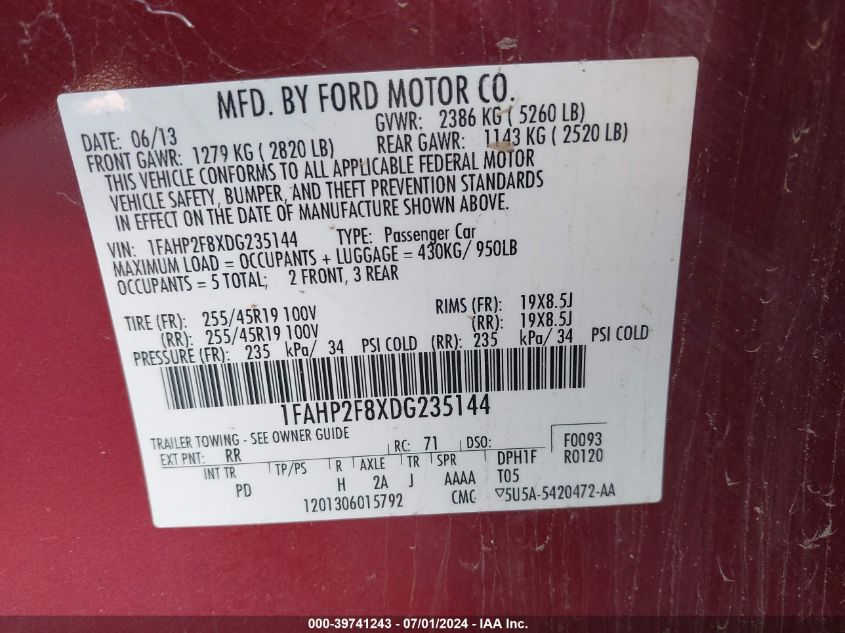 MFD. BY FORD MOTOR CO.
DATE: 06/13 GVWR: 2386 KG ( 5260 LB)
FRONT GAWR: 1279 KG ( 2820 LB) REAR GAWR: 1143 KG ( 2520 LB)
THIS VEHICLE CONFORMS TO ALL APPLICABLE FEDERAL MOTOR
VEHICLE SAFETY, BUMPER, AND THEFT PREVENTION STANDARDS
IN EFFECT ON THE DATE OF MANUFACTURE SHOWN ABOVE.
VIN: 1FAHP2F8XDG235144 TYPE: Passenger Car
MAXIMUM LOAD = OCCUPANTS + LUGGAGE = 430KG/ 950LB
OCCUPANTS = 5 TOTAL; 2 FRONT, 3 REAR
TIRE (FR): 255/45R19 100V RIMS (FR): 19X8.5J
(RR): 255/45R19 100V (RR): 19X8.5J
PRESSURE (FR): 235 kPa/ 34 PSI COLD (RR): 235 kPa/ 34 PSI COLD
1FAHP2F8XDG235144
TRAILER TOWING - SEE OWNER GUIDE
EXT PNT: RR RC: 71 DSO: F0093
INT TR TP/PS R AXLE TR SPR DPH1F R0120
PD H 2A J AAAA T05
1201306015792 CMC ▽5U5A-5420472-AA
000-39741243 - 07/01/2024 - IAA Inc.